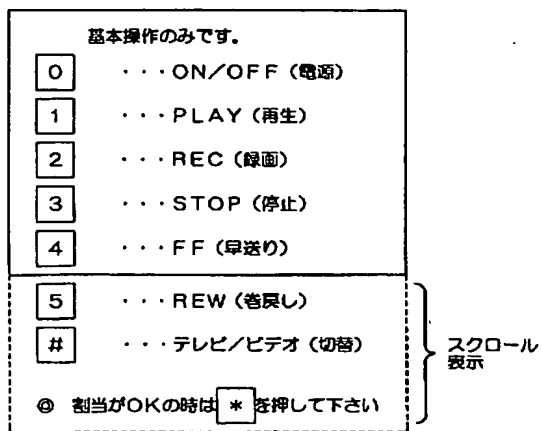 基本操作のみです。
0 ・・・ON/OFF(電源)
1 ・・・PLAY(再生)
2 ・・・REC(録画)
3 ・・・STOP(停止)
4 ・・・FF(早送り)
5 ・・・REW(巻戻し)
# ・・・テレビ/ビデオ(切替)
スクロール
表示
◎ 割当がOKの時は * を押して下さい